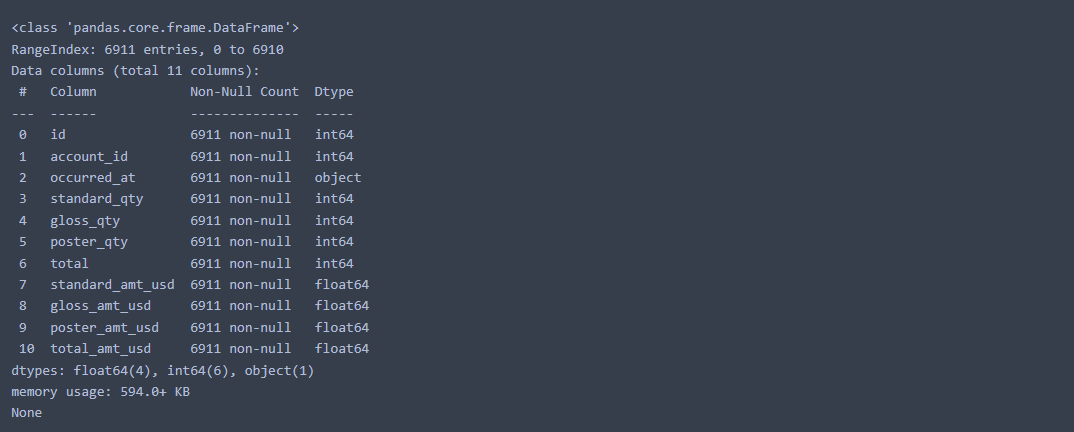 <class 'pandas.core.frame.DataFrame'>
RangeIndex: 6911 entries, 0 to 6910
Data columns (total 11 columns):
 #   Column            Non-Null Count  Dtype
---  ------            --------------  -----
 0   id                6911 non-null   int64
 1   account_id        6911 non-null   int64
 2   occurred_at       6911 non-null   object
 3   standard_qty      6911 non-null   int64
 4   gloss_qty         6911 non-null   int64
 5   poster_qty        6911 non-null   int64
 6   total             6911 non-null   int64
 7   standard_amt_usd  6911 non-null   float64
 8   gloss_amt_usd     6911 non-null   float64
 9   poster_amt_usd    6911 non-null   float64
 10  total_amt_usd     6911 non-null   float64
dtypes: float64(4), int64(6), object(1)
memory usage: 594.0+ KB
None